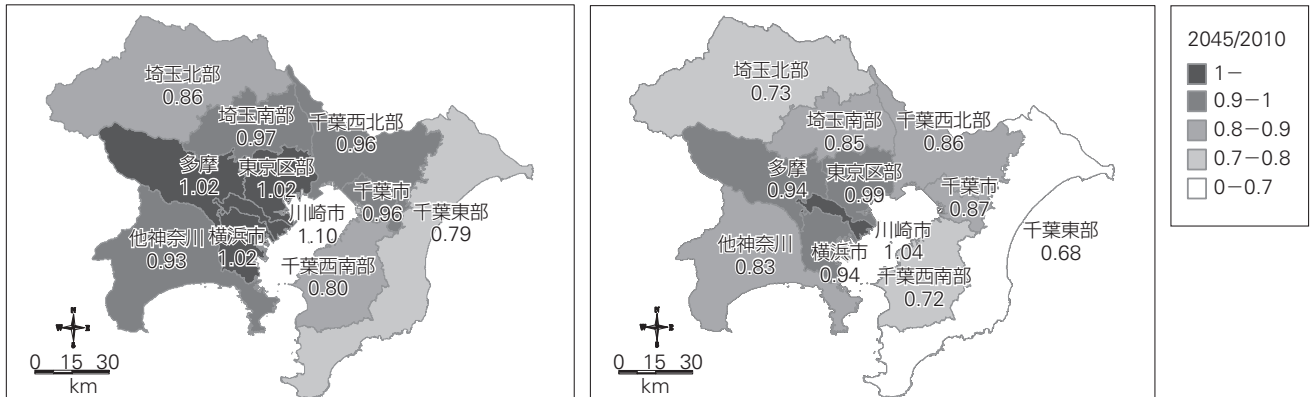 埼玉北部
0.86
埼玉南部
0.97
千葉西北部
0.96
多摩
1.02
東京区部
1.02
千葉市
0.96
川崎市
1.10
千葉東部
0.79
他神奈川
0.93
横浜市
1.02
千葉西南部
0.80
N
W E
S
0 15 30
km
埼玉北部
0.73
埼玉南部
0.85
千葉西北部
0.86
多摩
0.94
東京区部
0.99
千葉市
0.87
川崎市
1.04
千葉東部
0.68
他神奈川
0.83
横浜市
0.94
千葉西南部
0.72
N
W E
S
0 15 30
km
2045/2010
1−
0.9−1
0.8−0.9
0.7−0.8
0−0.7